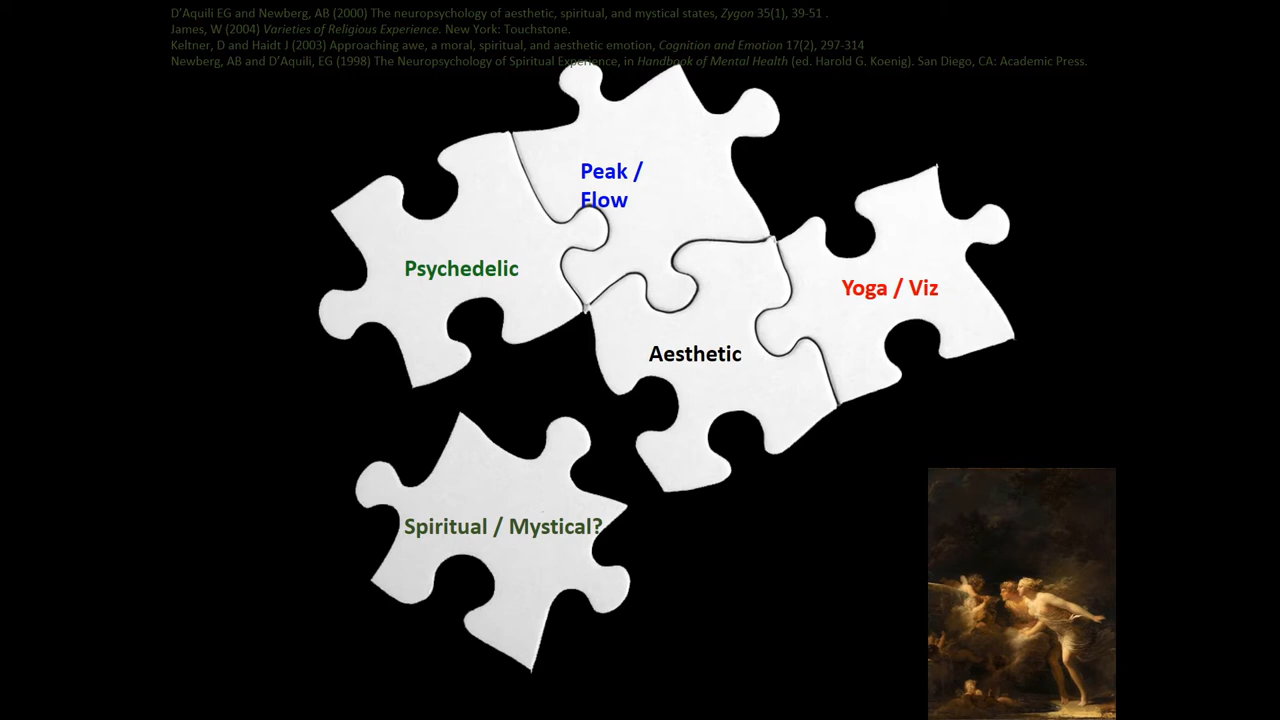 D’Aquili EG and Newberg, AB (2000) The neuropsychology of aesthetic, spiritual, and mystical states, Zygon 35(1), 39-51 .
James, W (2004) Varieties of Religious Experience. New York: Touchstone.
Keltner, D and Haidt J (2003) Approaching awe, a moral, spiritual, and aesthetic emotion, Cognition and Emotion 17(2), 297-314
Newberg, AB and D’Aquili, EG (1998) The Neuropsychology of Spiritual Experience, in Handbook of Mental Health (ed. Harold G. Koenig). San Diego, CA: Academic Press.
Peak /
Flow
Psychedelic
Yoga / Viz
Aesthetic
Spiritual / Mystical?